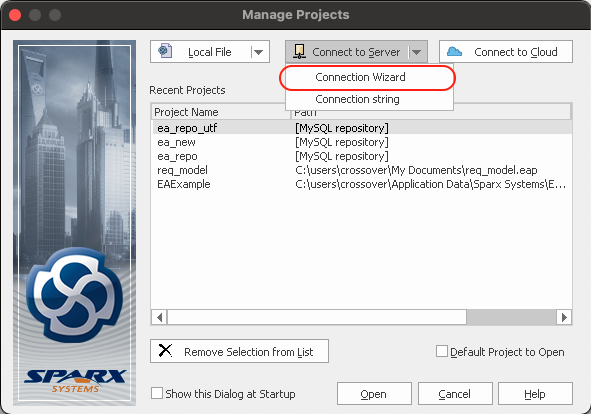 Manage Projects
Local File
Connect to Server
Connect to Cloud
Connection Wizard
Connection string
Recent Projects
Project Name Path
ea_repo_utf [MySQL repository]
ea_new [MySQL repository]
ea_repo [MySQL repository]
req_model C:\users\crossover\My Documents\req_model.eap
EAExample C:\users\crossover\Application Data\Sparx Systems\E...
Remove Selection from List
Default Project to Open
SPARX
SYSTEMS
Show this Dialog at Startup
Open
Cancel
Help